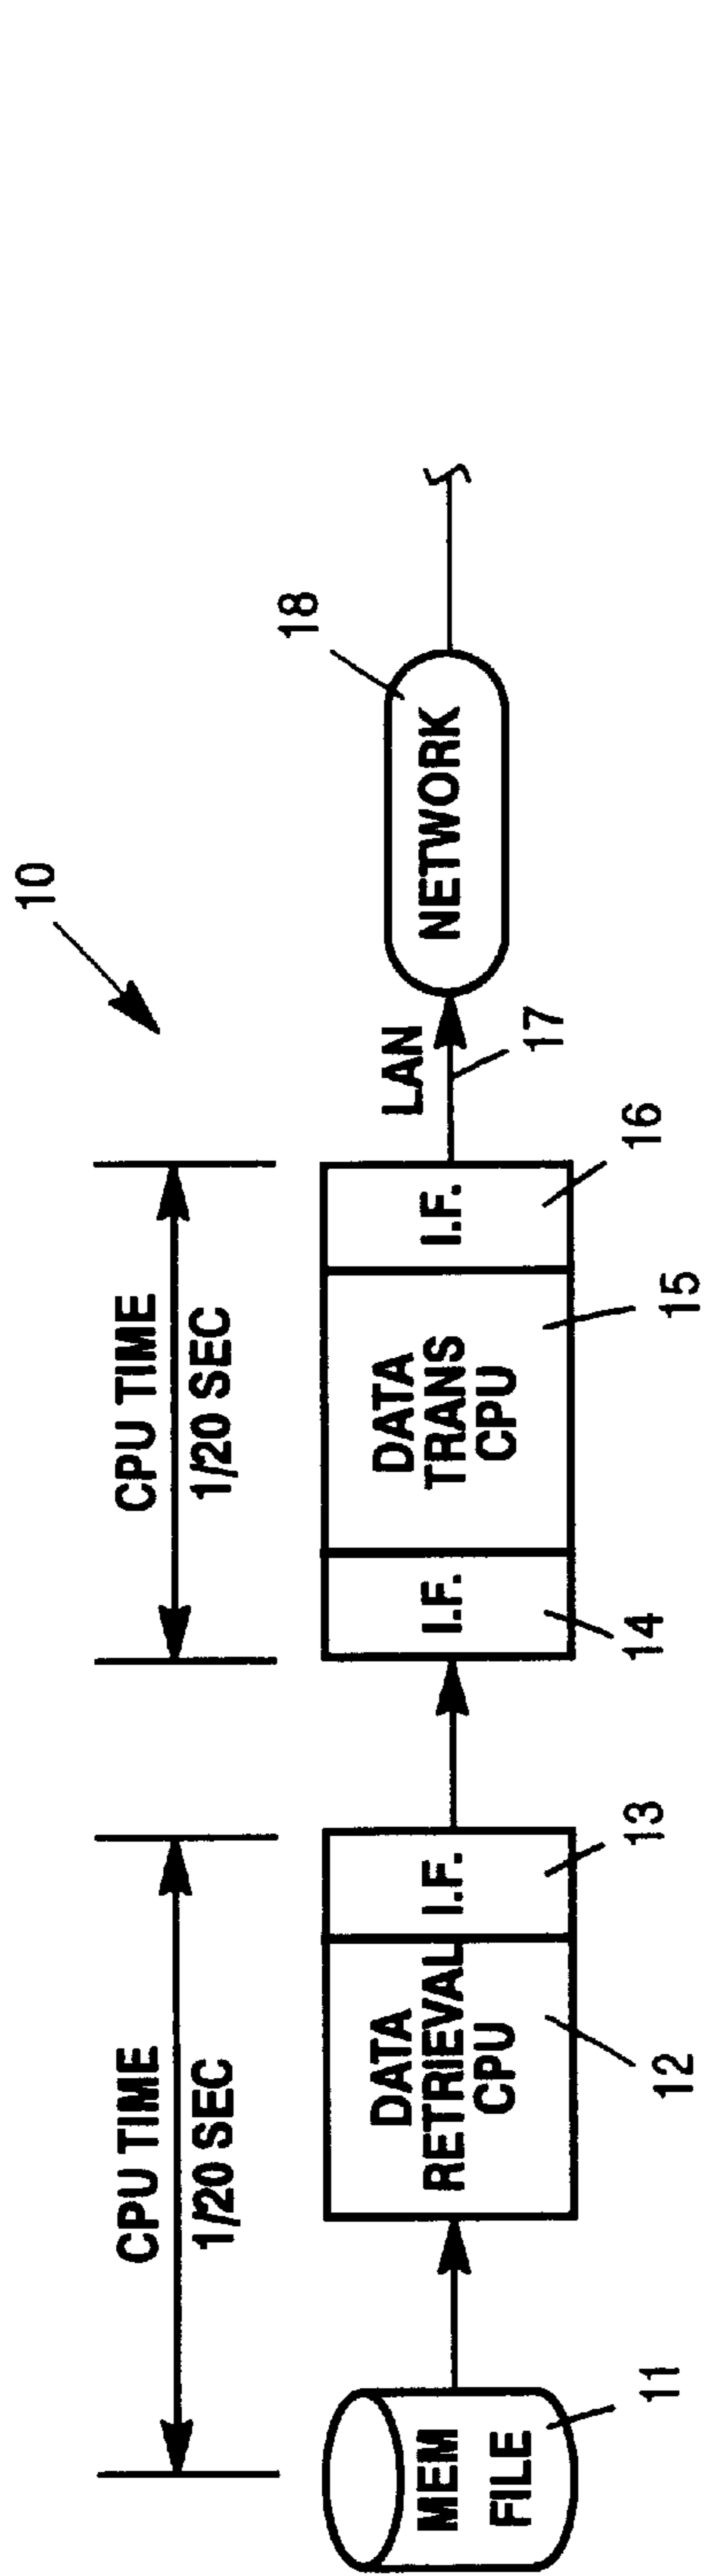 10
CPU TIME
1/20 SEC
CPU TIME
1/20 SEC
MEM
FILE
11
DATA
RETRIEVAL
CPU
12
I.F.
13
I.F.
14
DATA
TRANS
CPU
15
I.F.
16
LAN
17
NETWORK
18